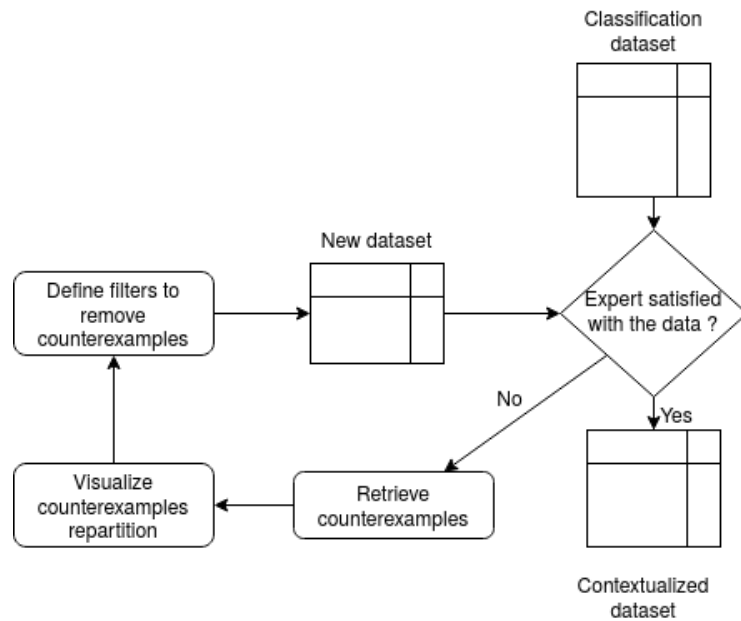 Classification
dataset
New dataset
Define filters to
remove
counterexamples
Expert satisfied
with the data ?
No
Yes
Visualize
counterexamples
repartition
Retrieve
counterexamples
Contextualized
dataset